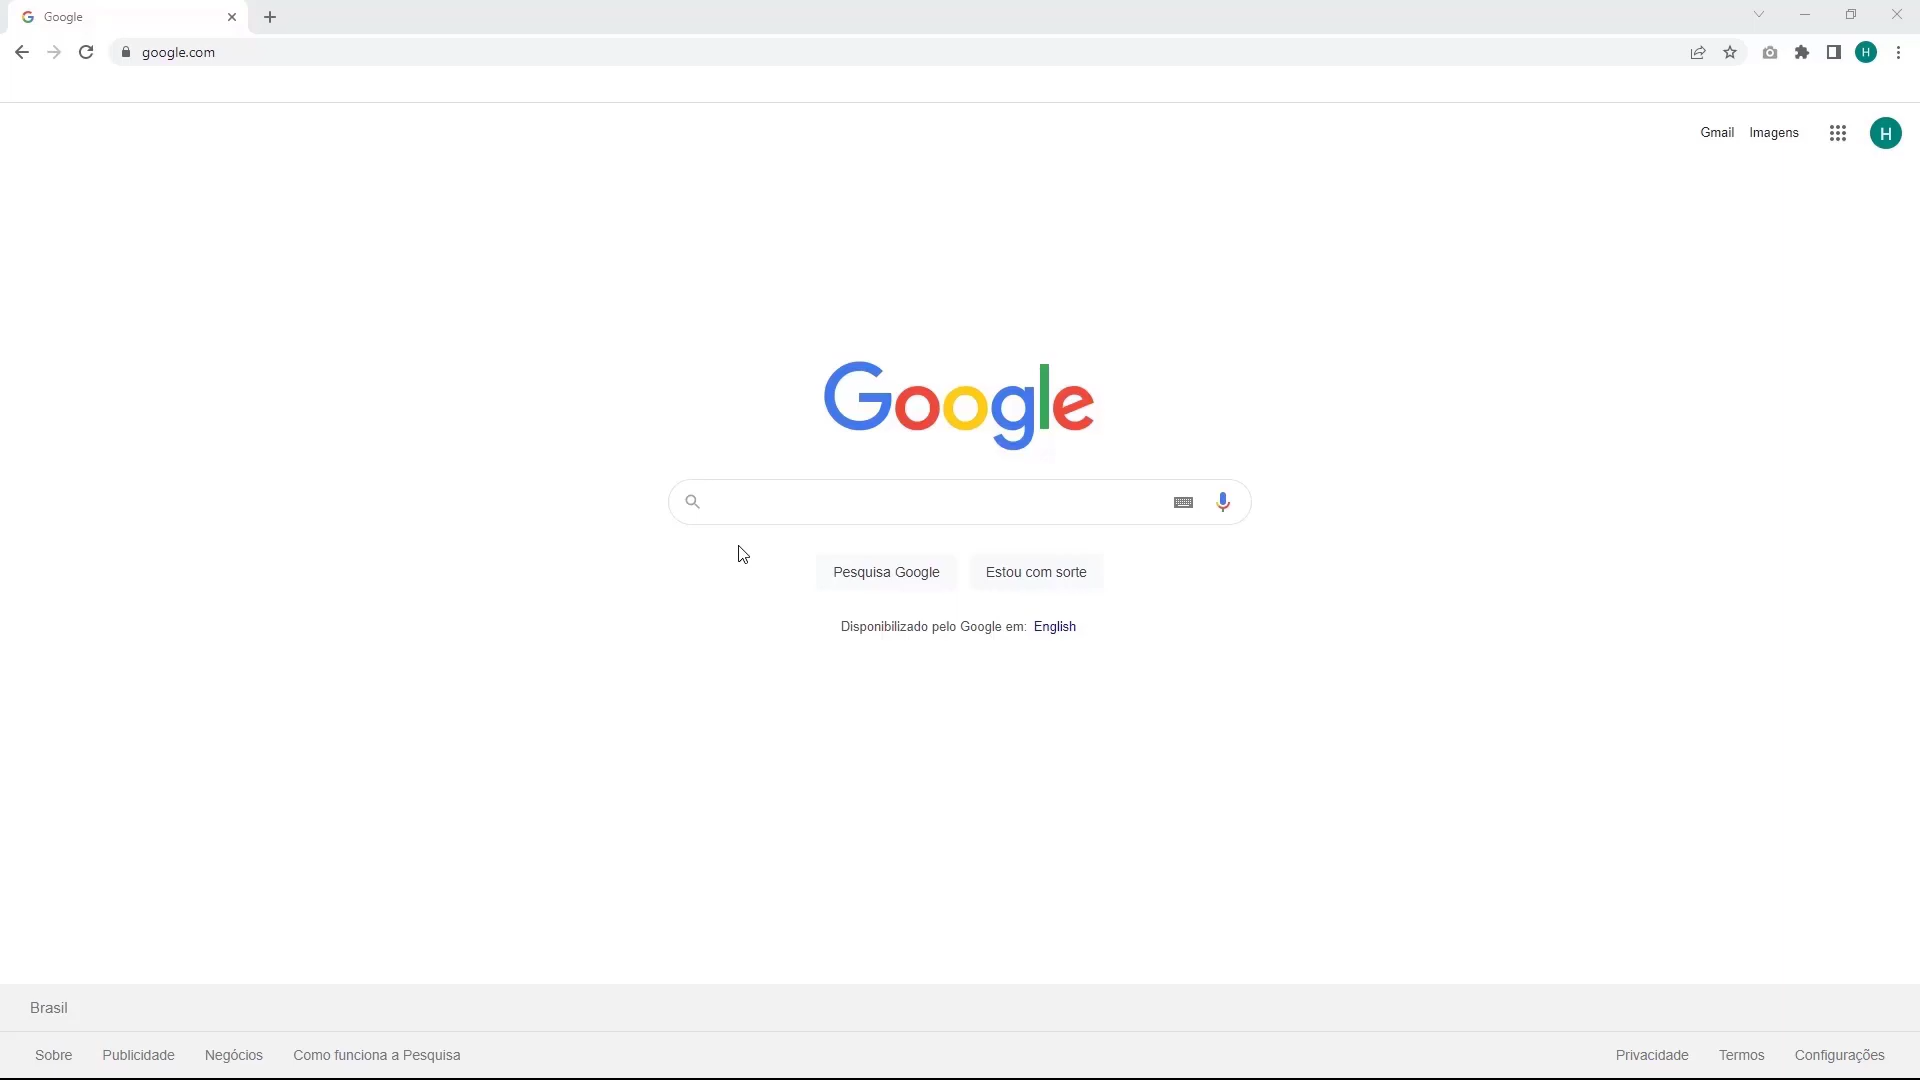 Google
google.com
H
Gmail Imagens
H
Google
Pesquisa Google Estou com sorte
Disponibilizado pelo Google em: English
Brasil
Sobre Publicidade Negócios Como funciona a Pesquisa Privacidade Termos Configurações